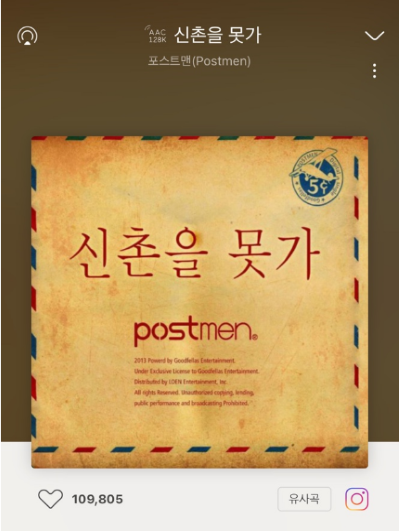 AAC
128K
신촌을 못가
포스트맨(Postmen)
5¢
신촌을 못가
postmen®
2013 Powerd by Goodfellas Entertainment.
Under Exclusive License to Goodfellas Entertainment.
Distributed by LOEN Entertainment, Inc.
All rights Reserved. Unauthorized copying, lending,
public performance and broadcasting Prohibited.
109,805
유사곡